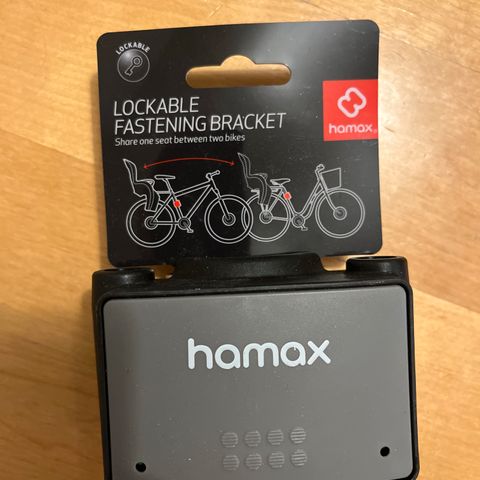 LOCKABLE
LOCKABLE
FASTENING BRACKET
Share one seat between two bikes
hamax®
hamax